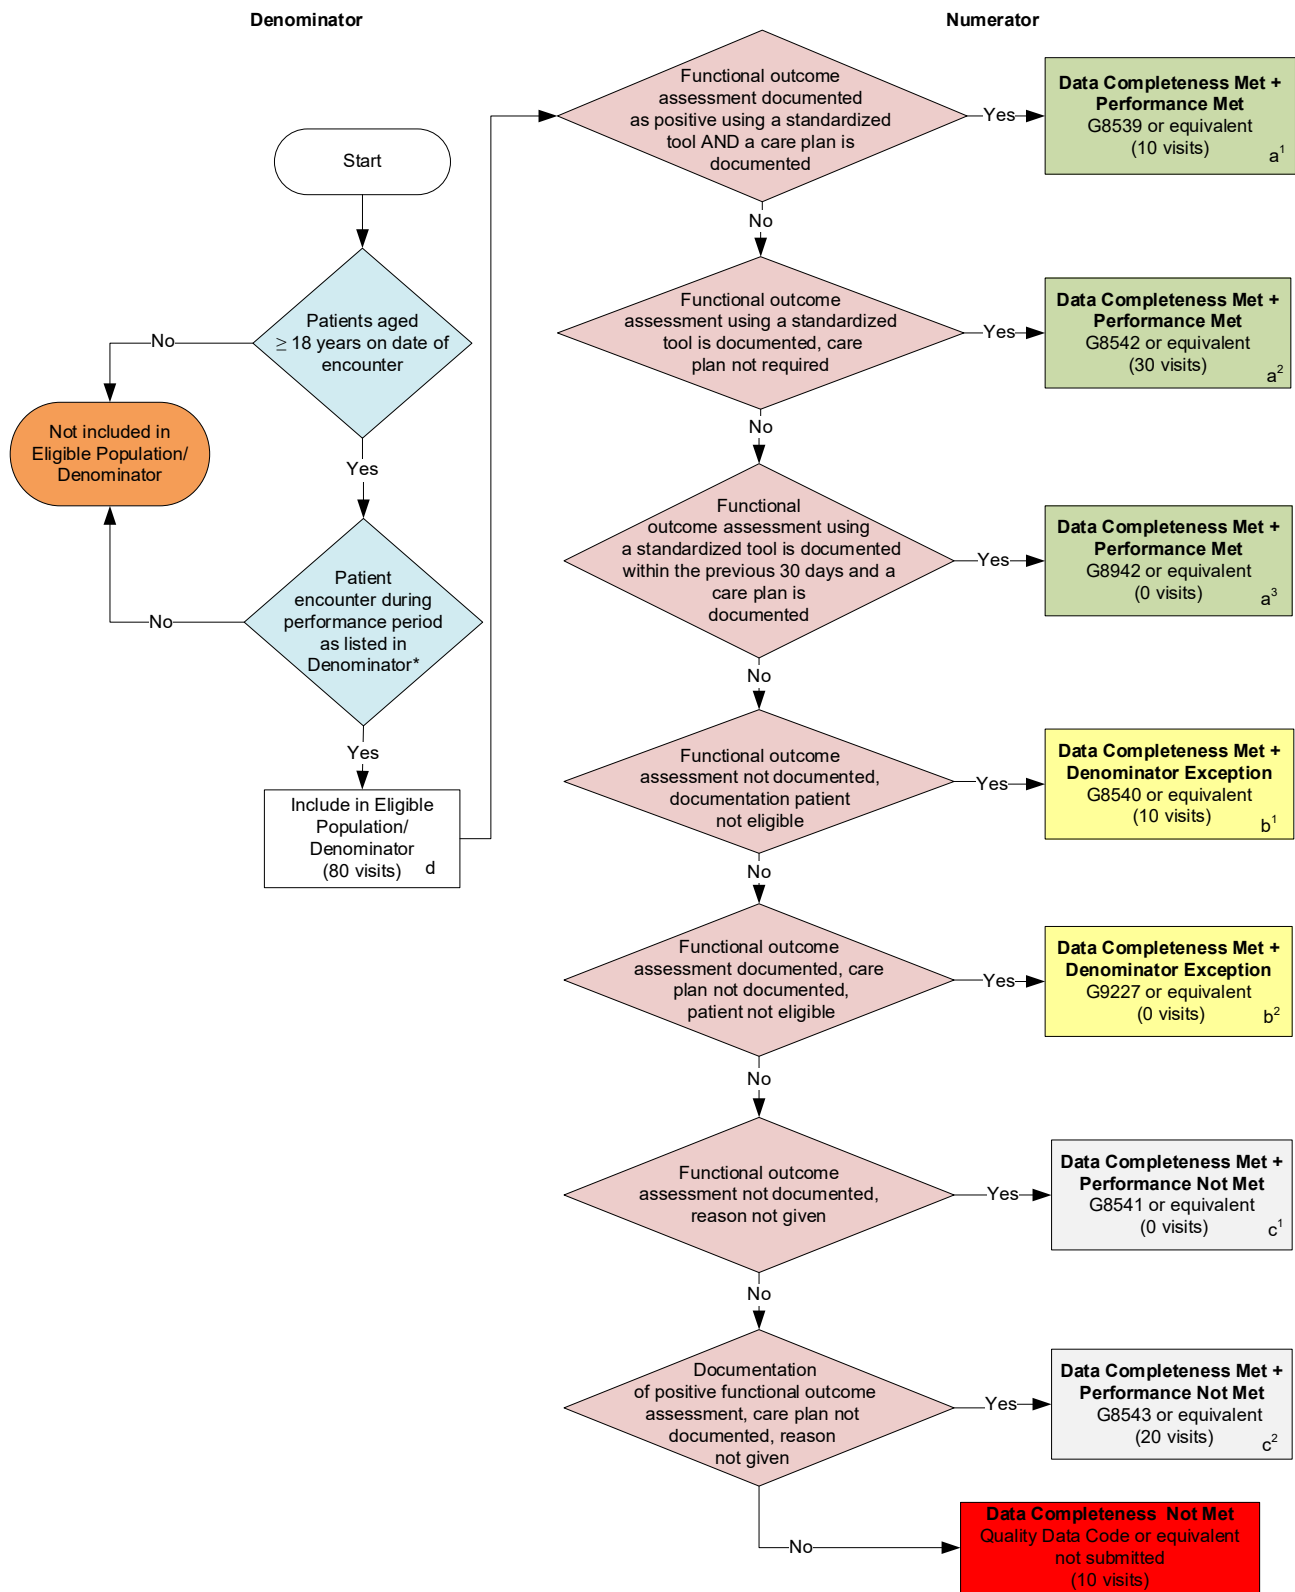 Denominator
Numerator
Start
Patients aged
≥ 18 years on date of
encounter
No
Not included in
Eligible Population/
Denominator
Yes
Patient
encounter during
performance period
as listed in
Denominator*
No
Yes
Include in Eligible
Population/
Denominator
(80 visits) d
Functional outcome
assessment documented
as positive using a standardized
tool AND a care plan is
documented
Yes
Data Completeness Met +
Performance Met
G8539 or equivalent
(10 visits) a¹
No
Functional outcome
assessment using a standardized
tool is documented, care
plan not required
Yes
Data Completeness Met +
Performance Met
G8542 or equivalent
(30 visits) a²
No
Functional
outcome assessment using
a standardized tool is documented
within the previous 30 days and a
care plan is
documented
Yes
Data Completeness Met +
Performance Met
G8942 or equivalent
(0 visits) a³
No
Functional outcome
assessment not documented,
documentation patient
not eligible
Yes
Data Completeness Met +
Denominator Exception
G8540 or equivalent
(10 visits) b¹
No
Functional outcome
assessment documented, care
plan not documented,
patient not eligible
Yes
Data Completeness Met +
Denominator Exception
G9227 or equivalent
(0 visits) b²
No
Functional outcome
assessment not documented,
reason not given
Yes
Data Completeness Met +
Performance Not Met
G8541 or equivalent
(0 visits) c¹
No
Documentation
of positive functional outcome
assessment, care plan not
documented, reason
not given
Yes
Data Completeness Met +
Performance Not Met
G8543 or equivalent
(20 visits) c²
No
Data Completeness Not Met
Quality Data Code or equivalent
not submitted
(10 visits)